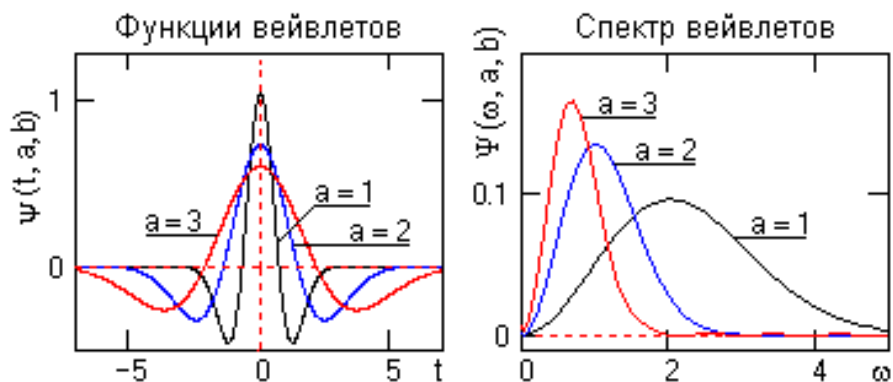 Функции вейвлетов
Ψ(t, a, b)
1
0
a = 3
a = 1
a = 2
−5
0
5
t
Спектр вейвлетов
Ψ(ω, a, b)
0.1
0
a = 3
a = 2
a = 1
0
2
4
ω